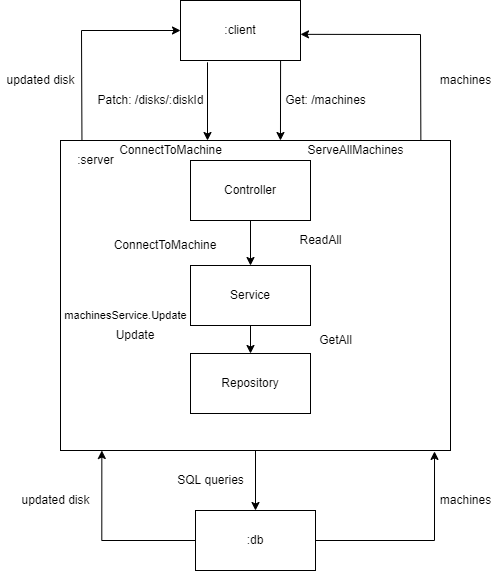 :client
updated disk
machines
Patch: /disks/:diskId
Get: /machines
ConnectToMachine
ServeAllMachines
:server
Controller
ConnectToMachine
ReadAll
Service
machinesService.Update
Update
GetAll
Repository
SQL queries
updated disk
machines
:db